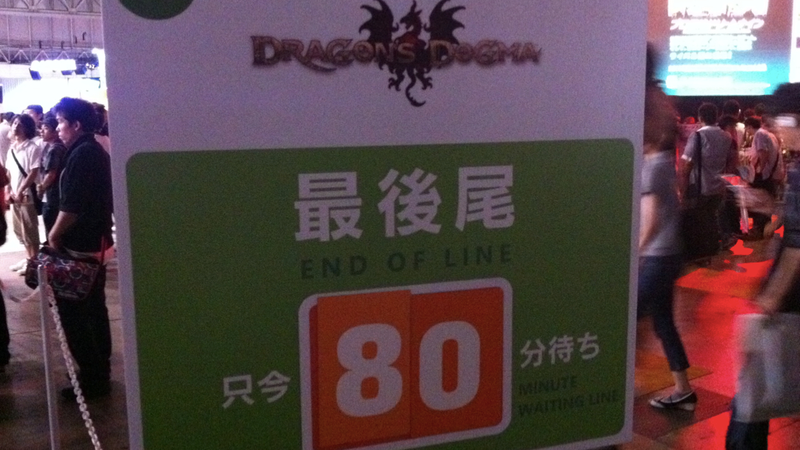 DRAGON'S DOGMA
最後尾
END OF LINE
只今 80 分待ち
MINUTE
WAITING LINE